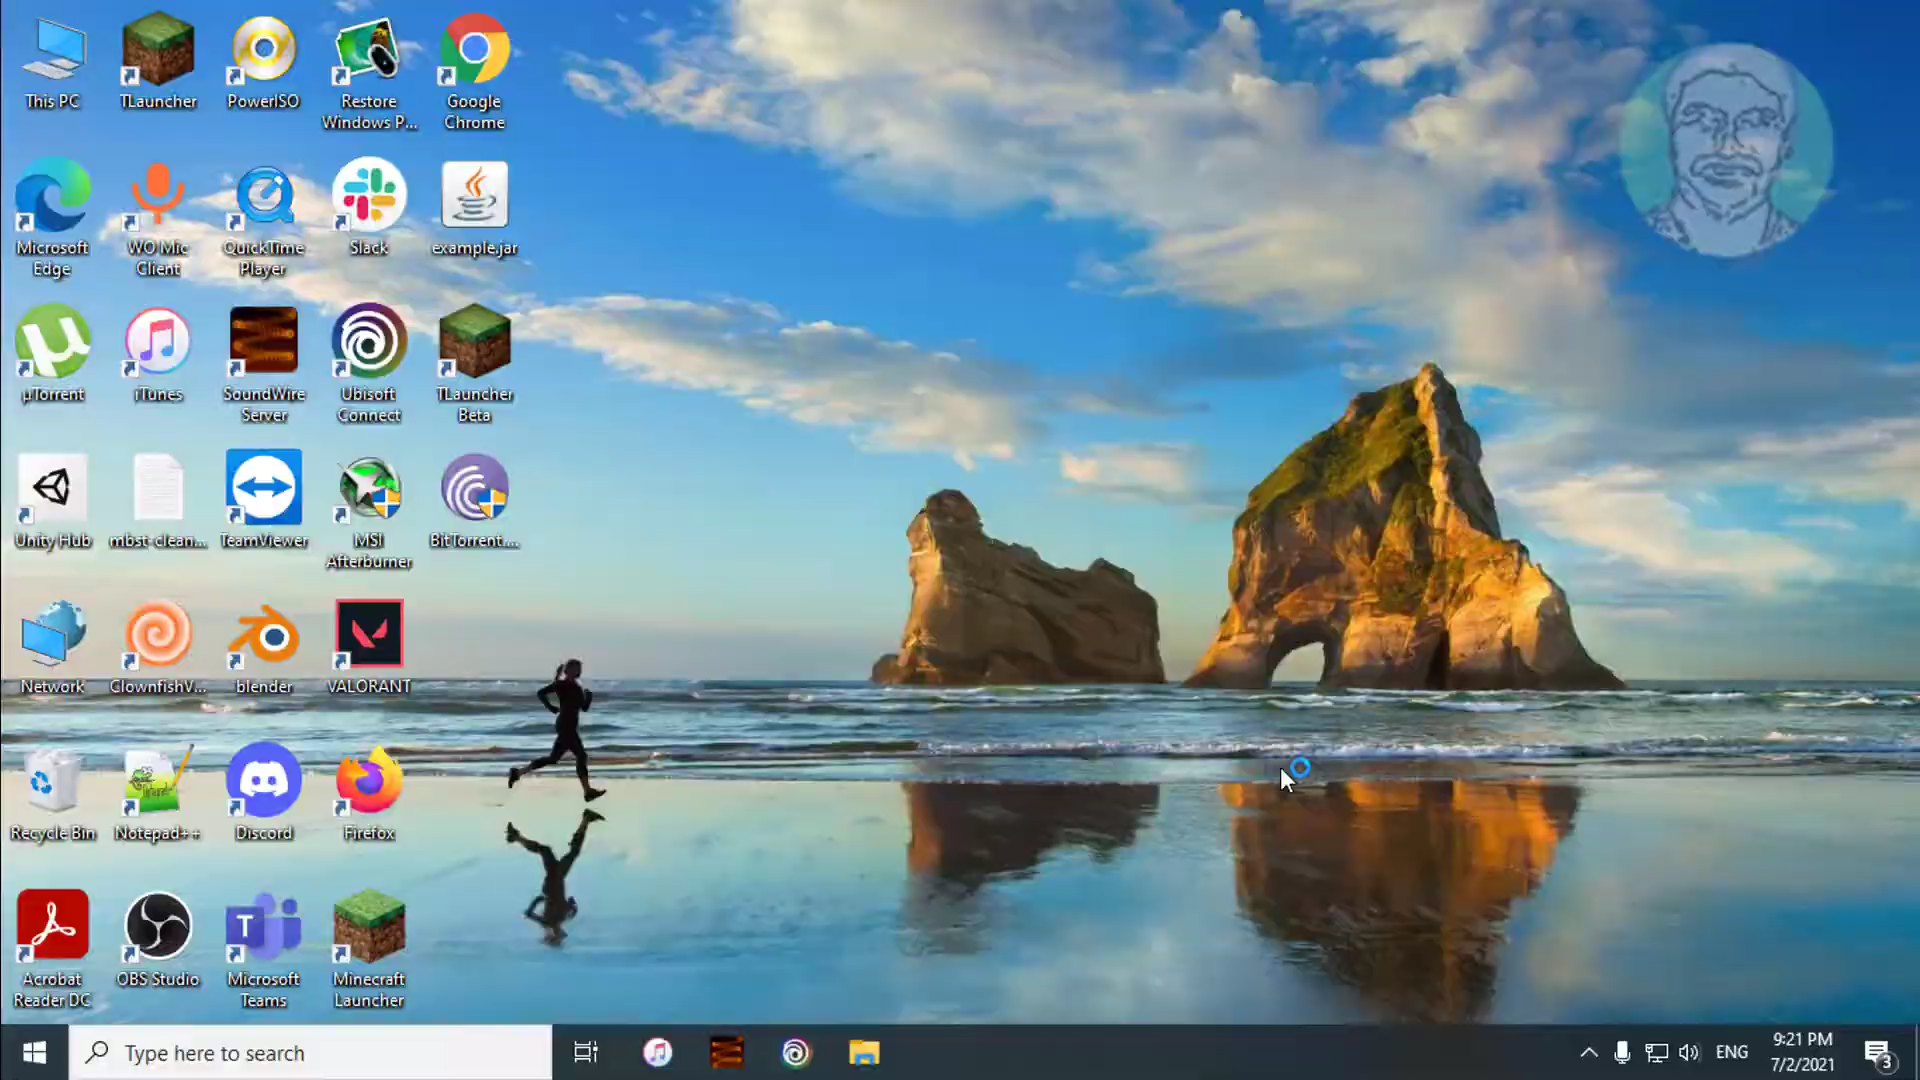 This PC
TLauncher
PowerISO
Restore
Windows P...
Google
Chrome
Microsoft
Edge
WO Mic
Client
QuickTime
Player
Slack
example.jar
µTorrent
iTunes
SoundWire
Server
Ubisoft
Connect
TLauncher
Beta
Unity Hub
mbst-clean...
TeamViewer
MSI
Afterburner
BitTorrent....
Network
ClownfishV...
blender
VALORANT
Recycle Bin
Notepad++
Discord
Firefox
Acrobat
Reader DC
OBS Studio
Microsoft
Teams
Minecraft
Launcher
Type here to search
ENG
9:21 PM
7/2/2021
3